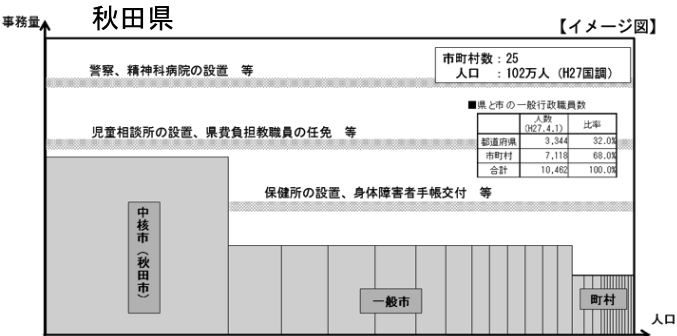 秋田県
事務量
【イメージ図】
市町村数：25
人口 ：102万人（H27国調）
警察、精神科病院の設置 等
■県と市の一般行政職員数
人数
(H27.4.1) 比率
都道府県 3,344 32.0%
市町村 7,118 68.0%
合計 10,462 100.0%
児童相談所の設置、県費負担教職員の任免 等
保健所の設置、身体障害者手帳交付 等
中核市（秋田市）
一般市
町村
人口